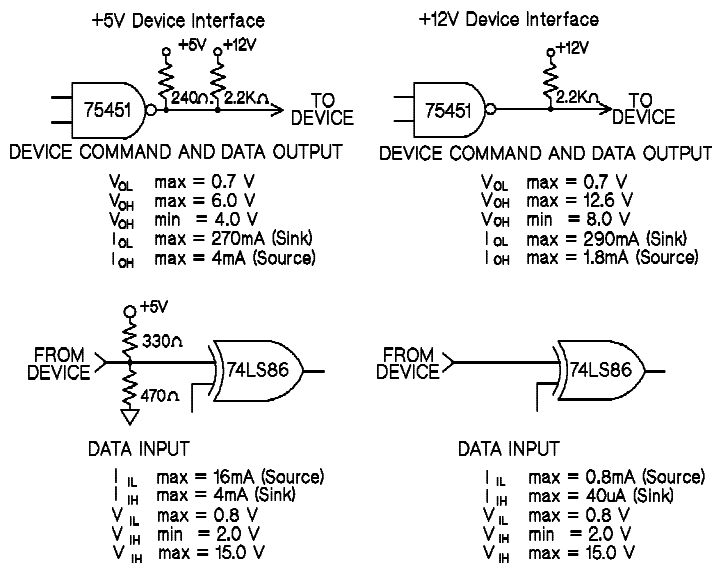 +5V Device Interface
+5V +12V
75451
240Ω 2.2KΩ
TO
DEVICE
DEVICE COMMAND AND DATA OUTPUT
VOL max = 0.7 V
VOH max = 6.0 V
VOH min = 4.0 V
IOL max = 270mA (Sink)
IOH max = 4mA (Source)
+12V Device Interface
+12V
75451
2.2KΩ
TO
DEVICE
DEVICE COMMAND AND DATA OUTPUT
VOL max = 0.7 V
VOH max = 12.6 V
VOH min = 8.0 V
IOL max = 290mA (Sink)
IOH max = 1.8mA (Source)
+5V
330Ω
FROM
DEVICE
74LS86
470Ω
DATA INPUT
IIL max = 16mA (Source)
IIH max = 4mA (Sink)
VIL max = 0.8 V
VIH min = 2.0 V
VIH max = 15.0 V
FROM
DEVICE
74LS86
DATA INPUT
IIL max = 0.8mA (Source)
IIH max = 40uA (Sink)
VIL max = 0.8 V
VIH min = 2.0 V
VIH max = 15.0 V